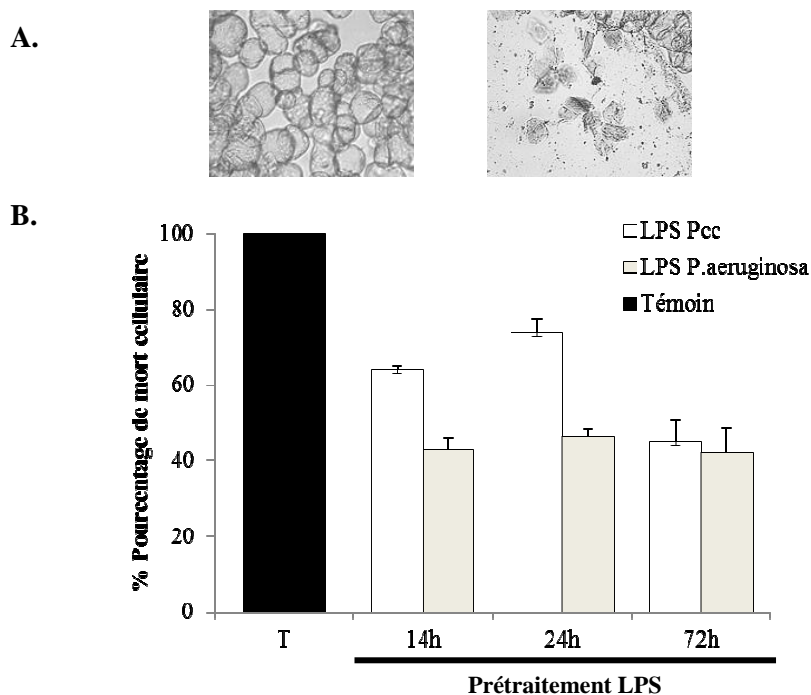 A.
B.
% Pourcentage de mort cellulaire
100
80
60
40
20
0
LPS Pcc
LPS P.aeruginosa
Témoin
T 14h 24h 72h
Prétraitement LPS